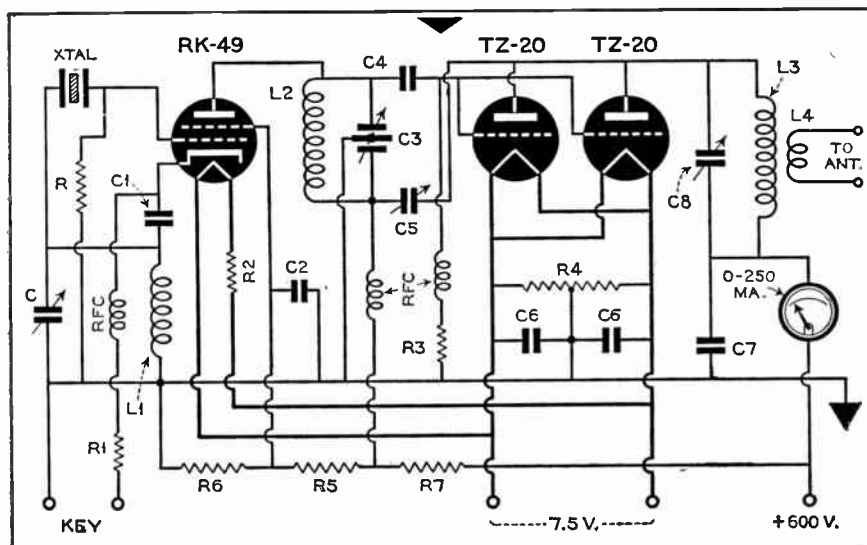 XTAL
RK-49
TZ-20
TZ-20
C4
L2
L3
L4
C3
TO
ANT.
R
C1
C8
C5
R2
C2
RFC
R4
0-250
MA.
C
RFC
C6
C6
R3
C7
L1
R1
R6
R5
R7
KEY
7.5 V.
+600 V.